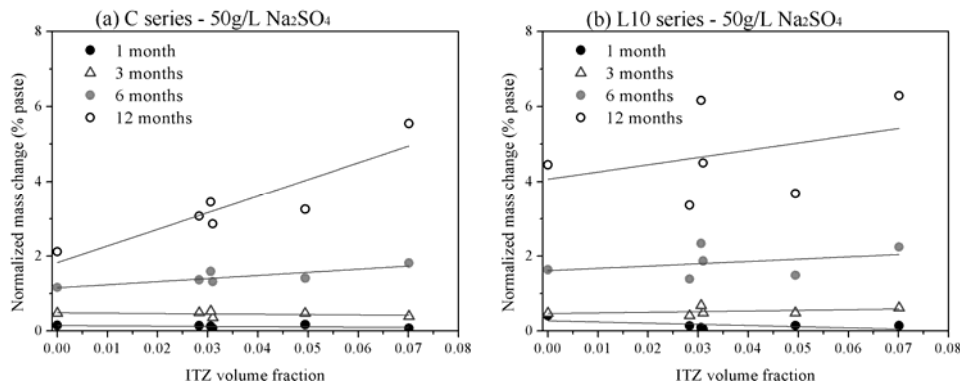 (a) C series - 50g/L Na₂SO₄
Normalized mass change (% paste)
8
6
4
2
0
1 month
3 months
6 months
12 months
0.00 0.01 0.02 0.03 0.04 0.05 0.06 0.07 0.08
ITZ volume fraction
(b) L10 series - 50g/L Na₂SO₄
Normalized mass change (% paste)
8
6
4
2
0
1 month
3 months
6 months
12 months
0.00 0.01 0.02 0.03 0.04 0.05 0.06 0.07 0.08
ITZ volume fraction